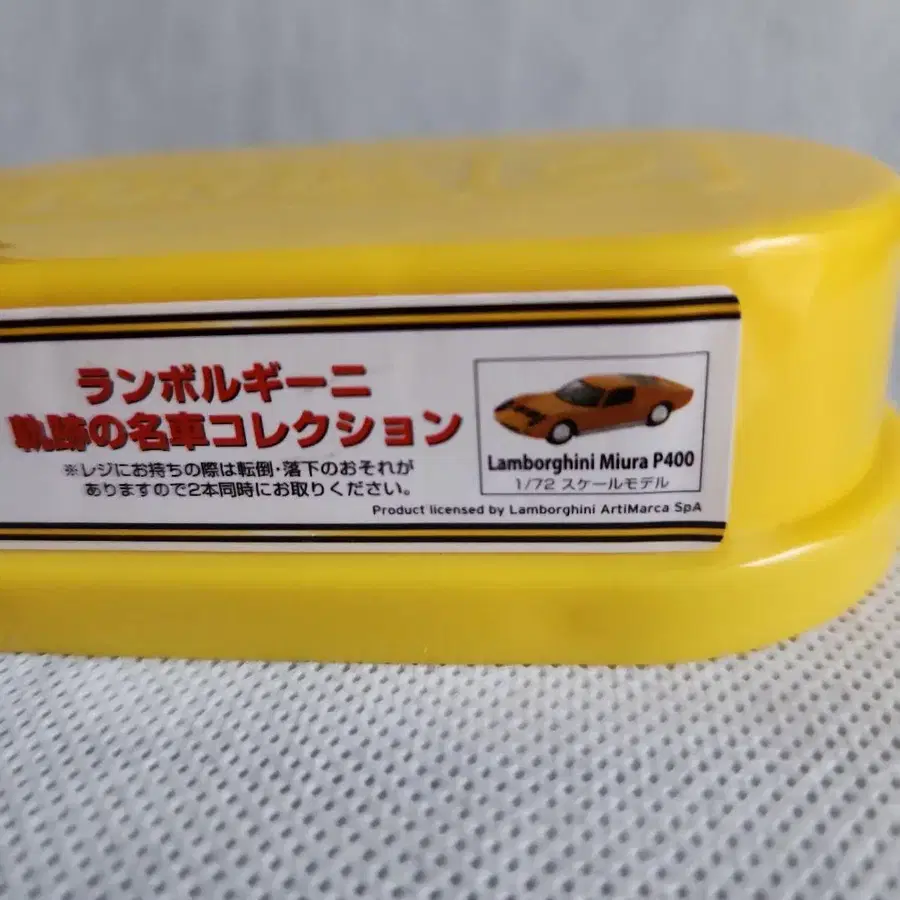 ランボルギーニ
軌跡の名車コレクション
※レジにお持ちの際は転倒・落下のおそれが
ありますので2本同時にお取りください。
Lamborghini Miura P400
1/72 スケールモデル
Product licensed by Lamborghini ArtiMarca SpA